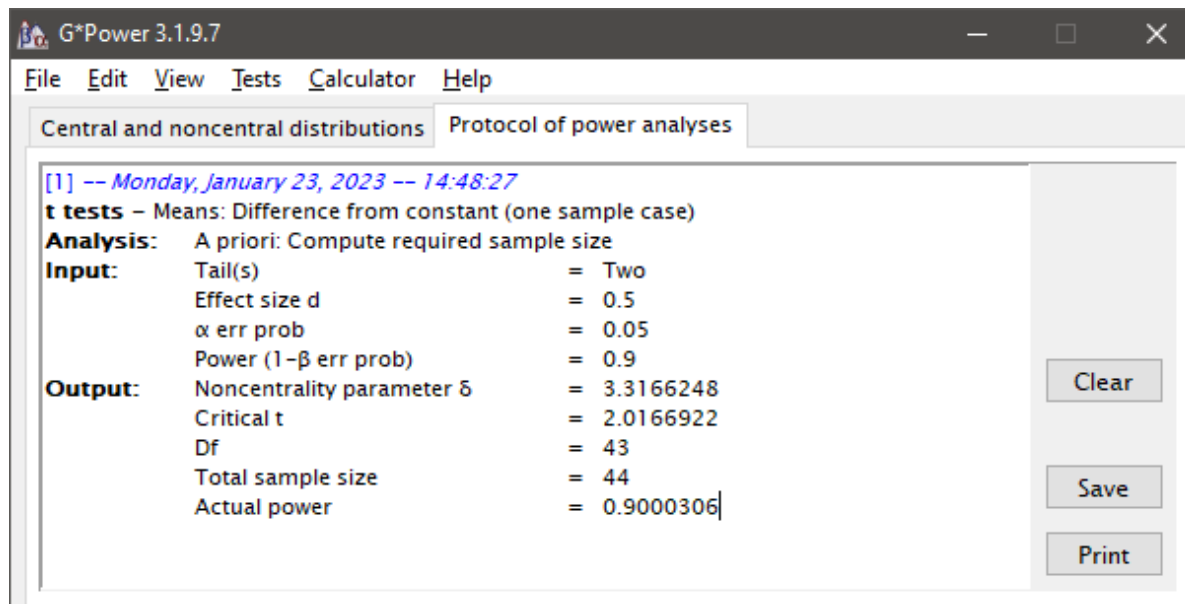 G*Power 3.1.9.7
File Edit View Tests Calculator Help
Central and noncentral distributions Protocol of power analyses
[1] -- Monday, January 23, 2023 -- 14:48:27
t tests – Means: Difference from constant (one sample case)
Analysis: A priori: Compute required sample size
Input: Tail(s) = Two
Effect size d = 0.5
α err prob = 0.05
Power (1-β err prob) = 0.9
Output: Noncentrality parameter δ = 3.3166248
Critical t = 2.0166922
Df = 43
Total sample size = 44
Actual power = 0.9000306
Clear
Save
Print